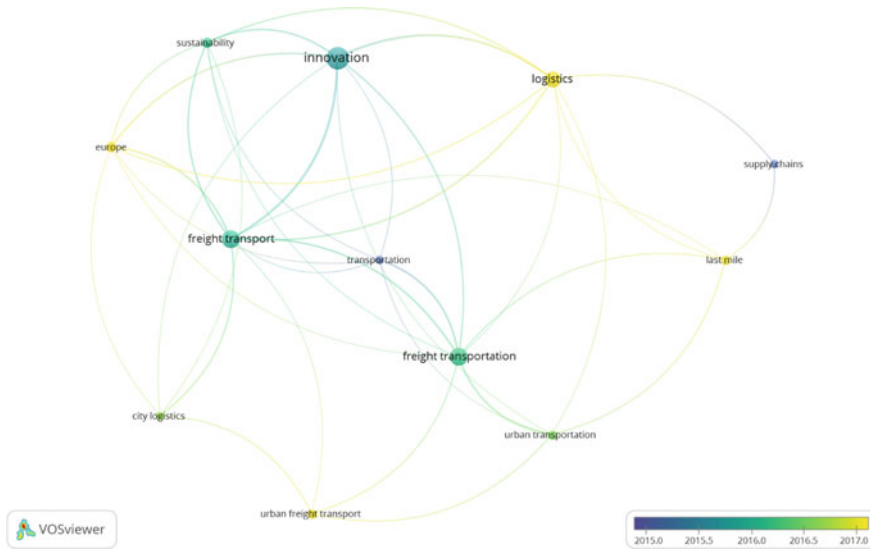 sustainability
innovation
logistics
europe
supply chains
freight transport
transportation
last mile
freight transportation
city logistics
urban transportation
urban freight transport
VOSviewer
2015.0 2015.5 2016.0 2016.5 2017.0